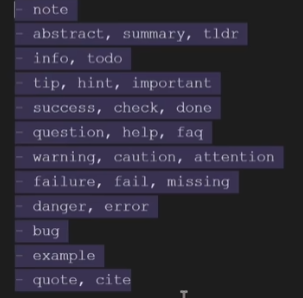 - note
- abstract, summary, tldr
- info, todo
- tip, hint, important
- success, check, done
- question, help, faq
- warning, caution, attention
- failure, fail, missing
- danger, error
- bug
- example
- quote, cite